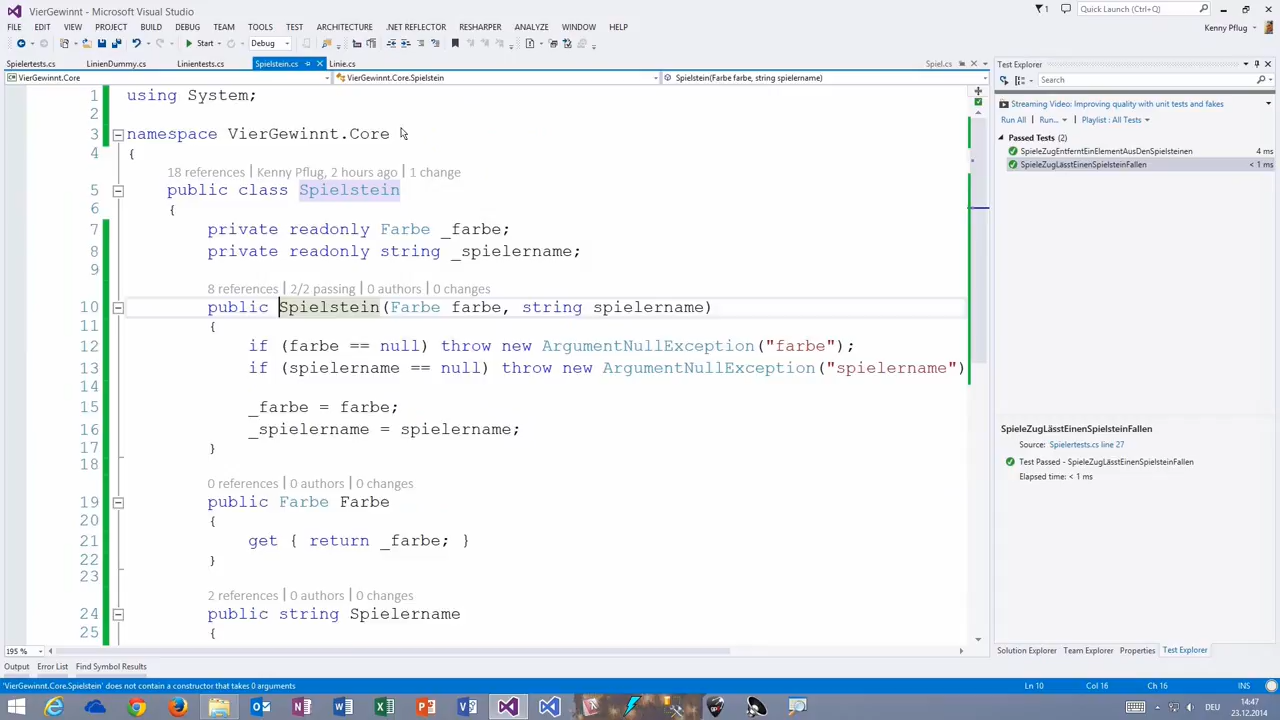 VierGewinnt - Microsoft Visual Studio
Quick Launch (Ctrl+Q)
FILE EDIT VIEW PROJECT BUILD DEBUG TEAM TOOLS TEST ARCHITECTURE .NET REFLECTOR RESHARPER ANALYZE WINDOW HELP
Kenny Pflug
Start Debug
Spielertests.cs LinienDummy.cs Linientests.cs Spielstein.cs Linie.cs Spiel.cs
VierGewinnt.Core VierGewinnt.Core.Spielstein Spielstein(Farbe farbe, string spielername)
1 using System;
2
3 namespace VierGewinnt.Core
4 {
18 references | Kenny Pflug, 2 hours ago | 1 change
5 public class Spielstein
6 {
7 private readonly Farbe _farbe;
8 private readonly string _spielername;
9
8 references | 2/2 passing | 0 authors | 0 changes
10 public Spielstein(Farbe farbe, string spielername)
11 {
12 if (farbe == null) throw new ArgumentNullException("farbe");
13 if (spielername == null) throw new ArgumentNullException("spielername")
14
15 _farbe = farbe;
16 _spielername = spielername;
17 }
18
0 references | 0 authors | 0 changes
19 public Farbe Farbe
20 {
21 get { return _farbe; }
22 }
23
2 references | 0 authors | 0 changes
24 public string Spielername
25 {
195 %
Test Explorer
Search
Streaming Video: Improving quality with unit tests and fakes
Run All | Run... | Playlist : All Tests
Passed Tests (2)
SpieleZugEntferntEinElementAusDenSpielsteinen 4 ms
SpieleZugLässtEinenSpielsteinFallen < 1 ms
SpieleZugLässtEinenSpielsteinFallen
Source: Spielertests.cs line 27
Test Passed - SpieleZugLässtEinenSpielsteinFallen
Elapsed time: < 1 ms
Solution Explorer Team Explorer Properties Test Explorer
Output Error List Find Symbol Results
'VierGewinnt.Core.Spielstein' does not contain a constructor that takes 0 arguments Ln 10 Col 16 Ch 16 INS
DEU 14:47
23.12.2014